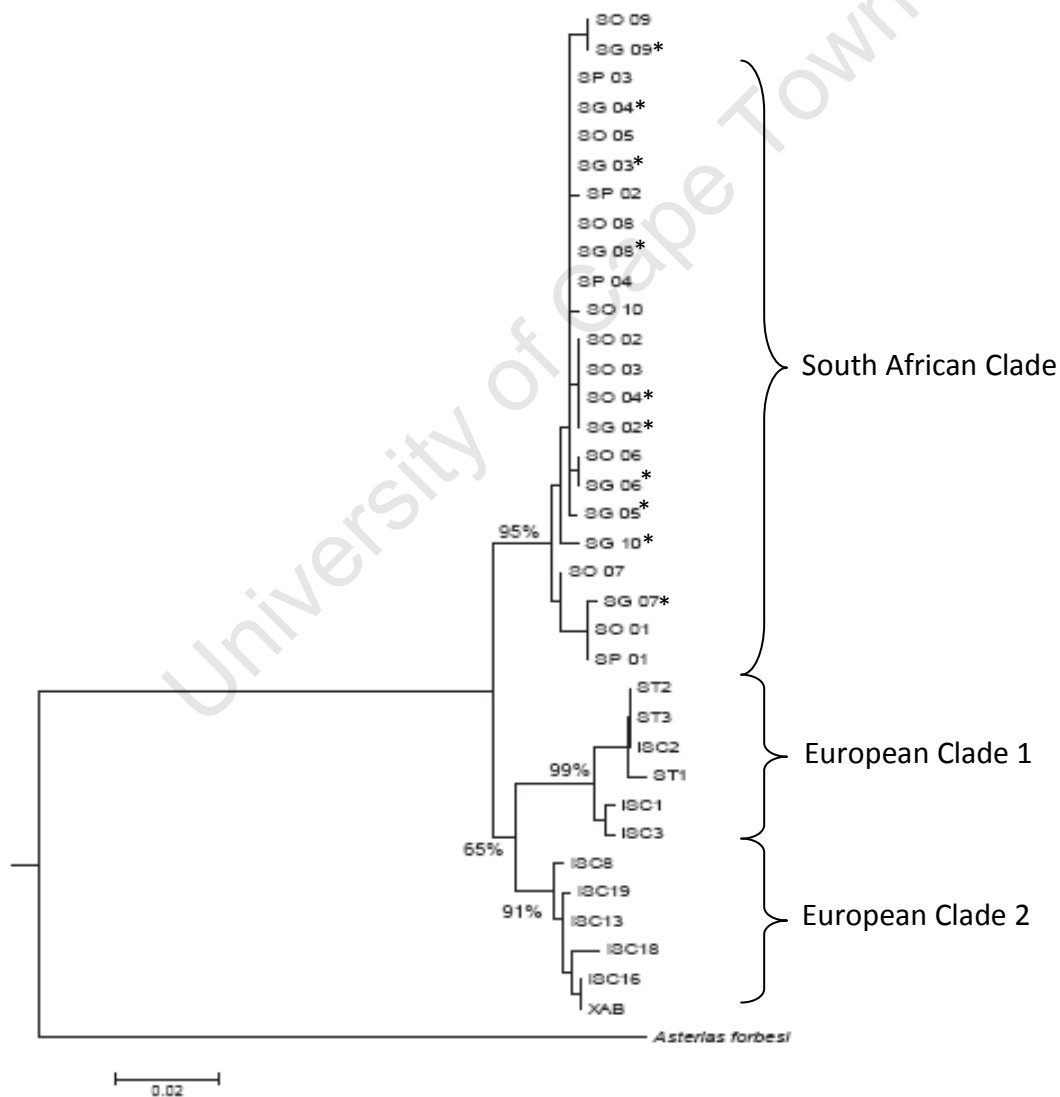 SO 09
SG 09*
SP 03
SG 04*
SO 05
SG 03*
SP 02
SO 08
SG 08*
SP 04
SO 10
SO 02
SO 03
SO 04*
SG 02*
SO 06
SG 06*
SG 05*
SG 10*
SO 07
SG 07*
SO 01
SP 01
ST2
ST3
ISC2
ST1
ISC1
ISC3
ISC8
ISC19
ISC13
ISC18
ISC16
XAB
Asterias forbesi
95%
99%
65%
91%
0.02
South African Clade
European Clade 1
European Clade 2
University of Cape Town